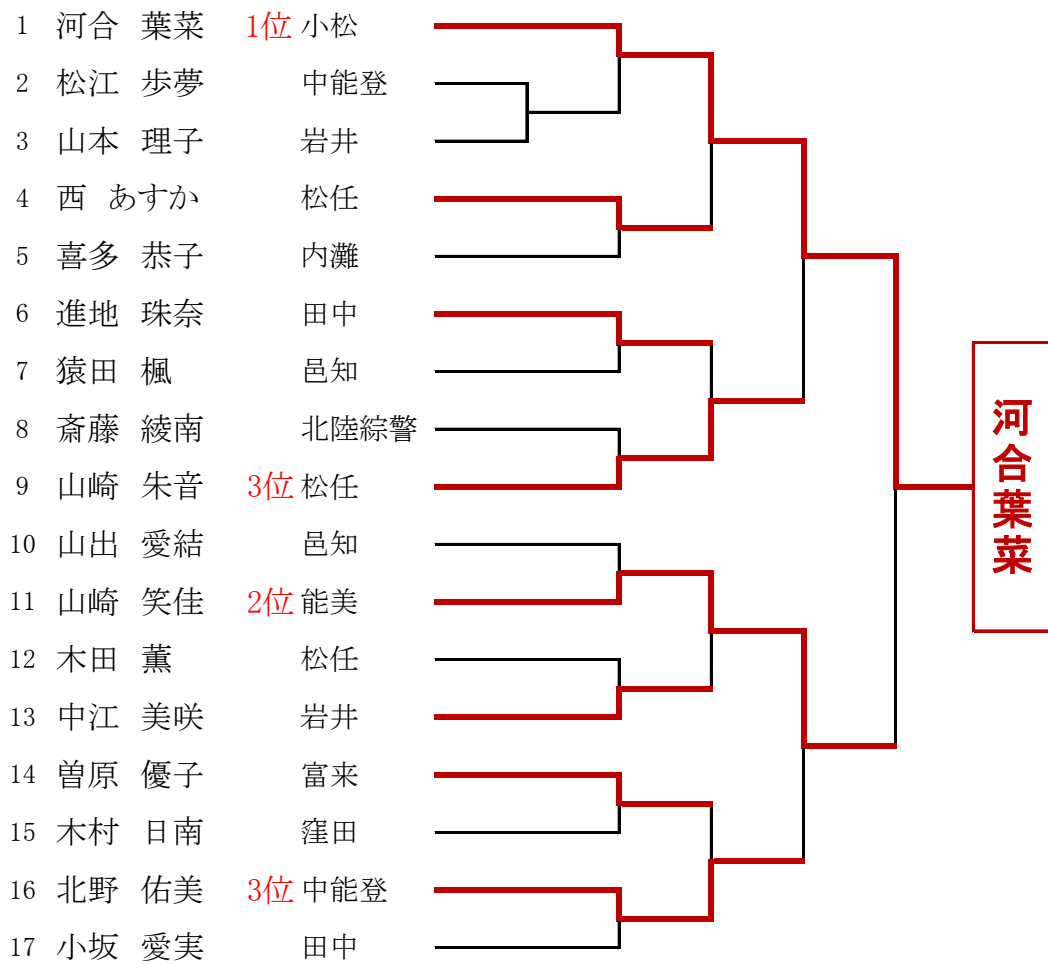 1 河合 葉菜 1位 小松
2 松江 歩夢 中能登
3 山本 理子 岩井
4 西 あすか 松任
5 喜多 恭子 内灘
6 進地 珠奈 田中
7 猿田 楓 邑知
8 斎藤 綾南 北陸綜警
9 山崎 朱音 3位 松任
10 山出 愛結 邑知
11 山崎 笑佳 2位 能美
12 木田 薫 松任
13 中江 美咲 岩井
14 曽原 優子 富来
15 木村 日南 窪田
16 北野 佑美 3位 中能登
17 小坂 愛実 田中
河合葉菜